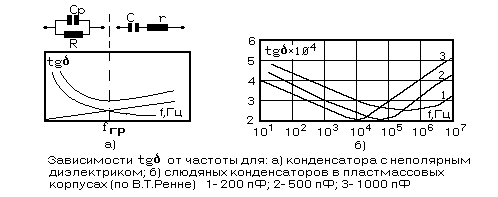 Cp
C r
R
tgδ
f,Гц
fГР
а)
tgδ×10⁴
6
5
4
3
2
3
2
1
f,Гц
10¹ 10² 10³ 10⁴ 10⁵ 10⁶ 10⁷
б)
Зависимости tgδ от частоты для: а) конденсатора с неполярным
диэлектриком; б) слюдяных конденсаторов в пластмассовых
корпусах (по В.Т.Ренне) 1- 200 пФ; 2- 500 пФ; 3- 1000 пФ